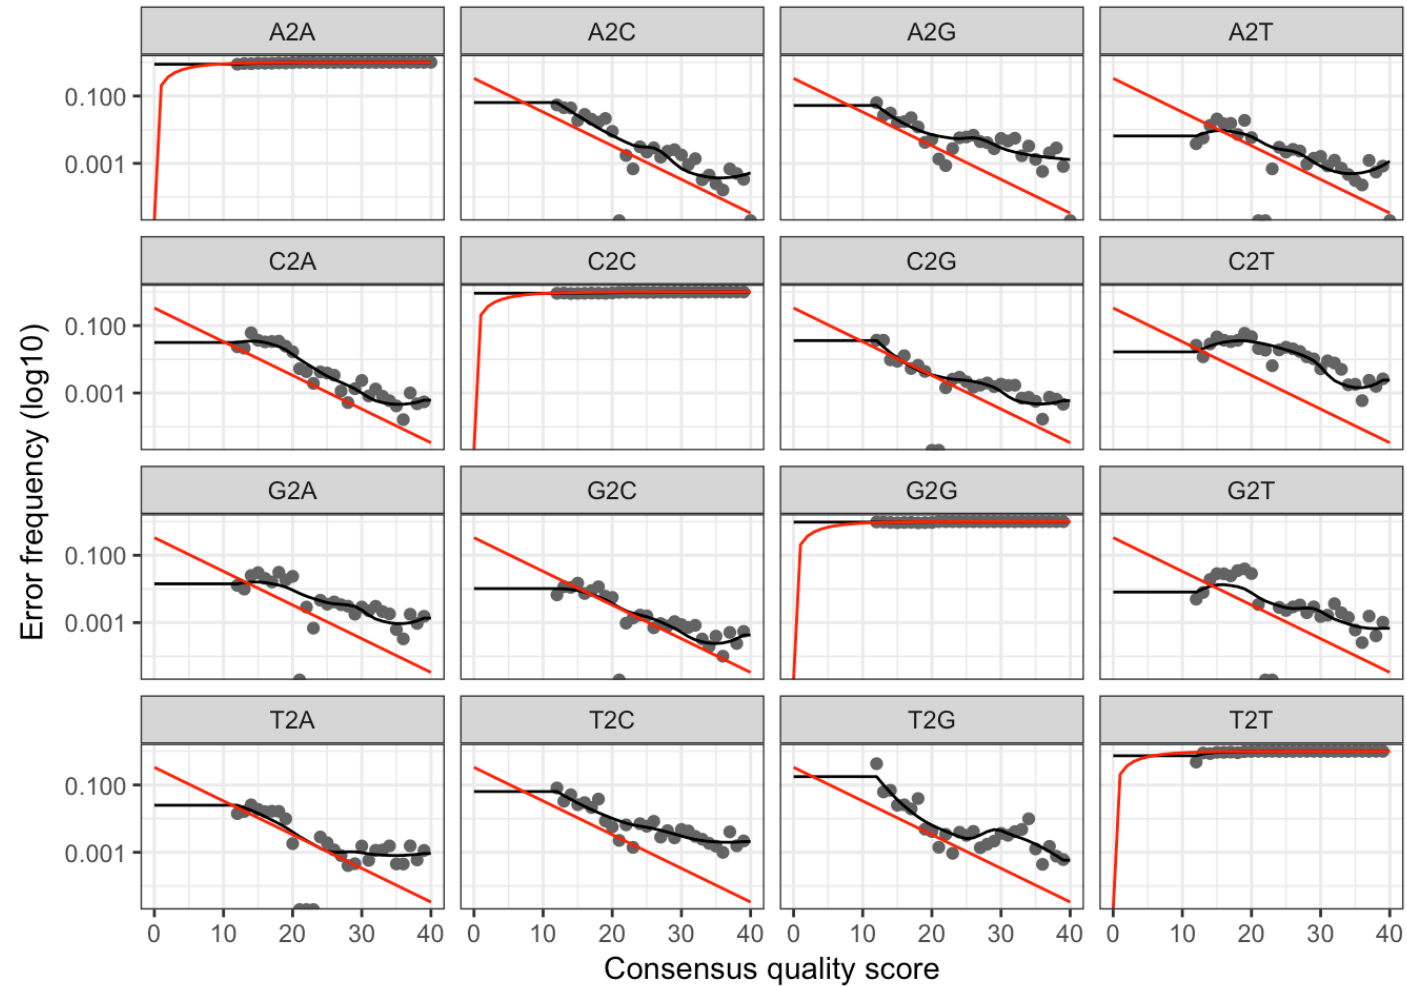 A2A A2C A2G A2T
0.100
0.001
C2A C2C C2G C2T
0.100
0.001
G2A G2C G2G G2T
0.100
0.001
T2A T2C T2G T2T
0.100
0.001
0 10 20 30 40 0 10 20 30 40 0 10 20 30 40 0 10 20 30 40
Consensus quality score
Error frequency (log10)